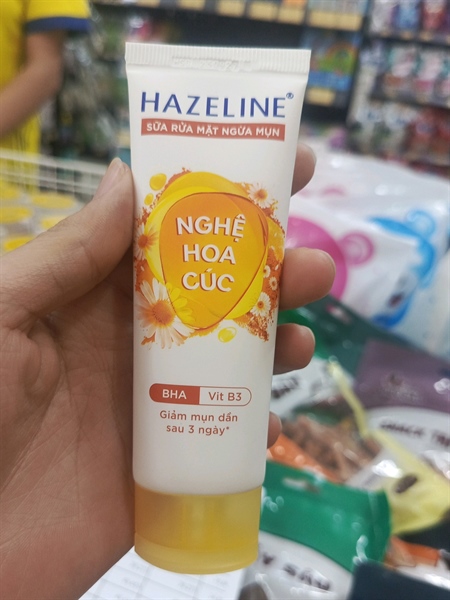 HAZELINE®
SỮA RỬA MẶT NGỪA MỤN
NGHỆ
HOA
CÚC
BHA Vit B3
Giảm mụn dần
sau 3 ngày*